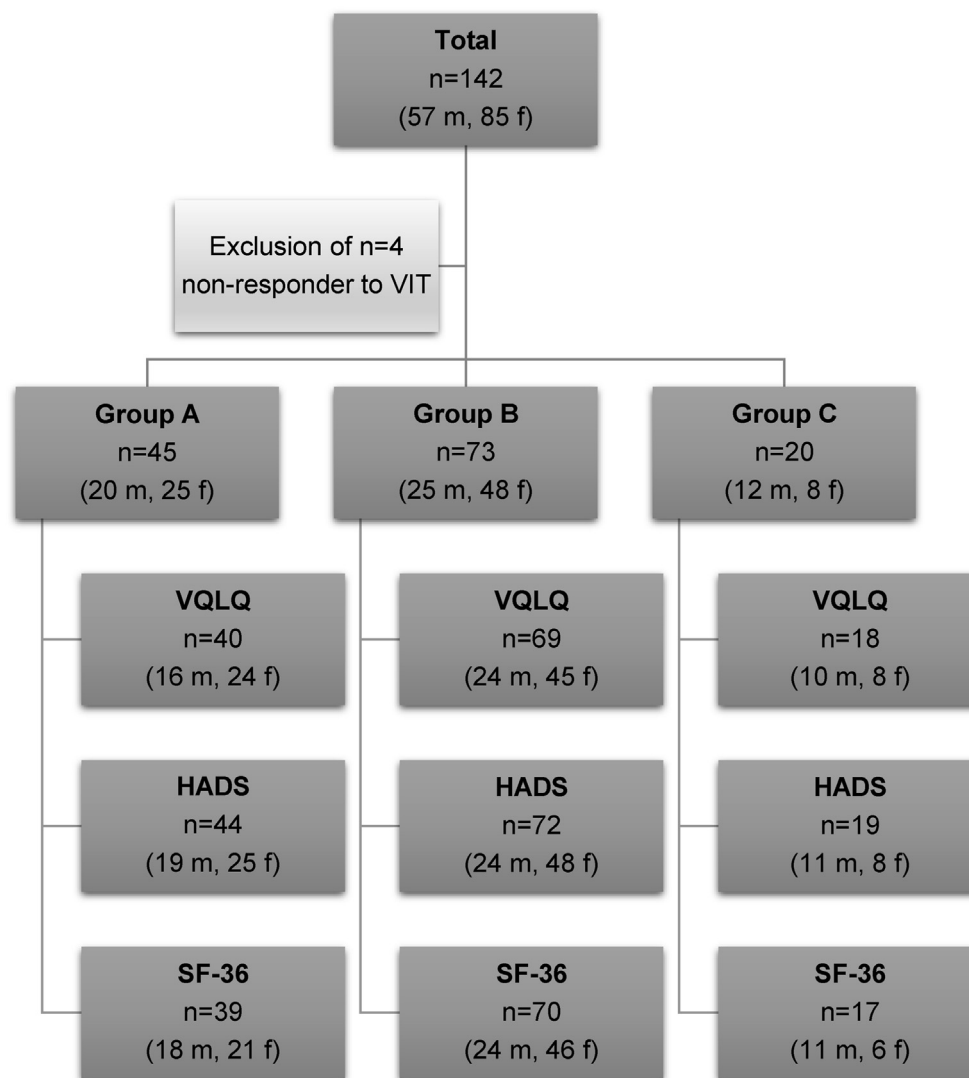 Total
n=142
(57 m, 85 f)
Exclusion of n=4
non-responder to VIT
Group A
n=45
(20 m, 25 f)
Group B
n=73
(25 m, 48 f)
Group C
n=20
(12 m, 8 f)
VQLQ
n=40
(16 m, 24 f)
VQLQ
n=69
(24 m, 45 f)
VQLQ
n=18
(10 m, 8 f)
HADS
n=44
(19 m, 25 f)
HADS
n=72
(24 m, 48 f)
HADS
n=19
(11 m, 8 f)
SF-36
n=39
(18 m, 21 f)
SF-36
n=70
(24 m, 46 f)
SF-36
n=17
(11 m, 6 f)